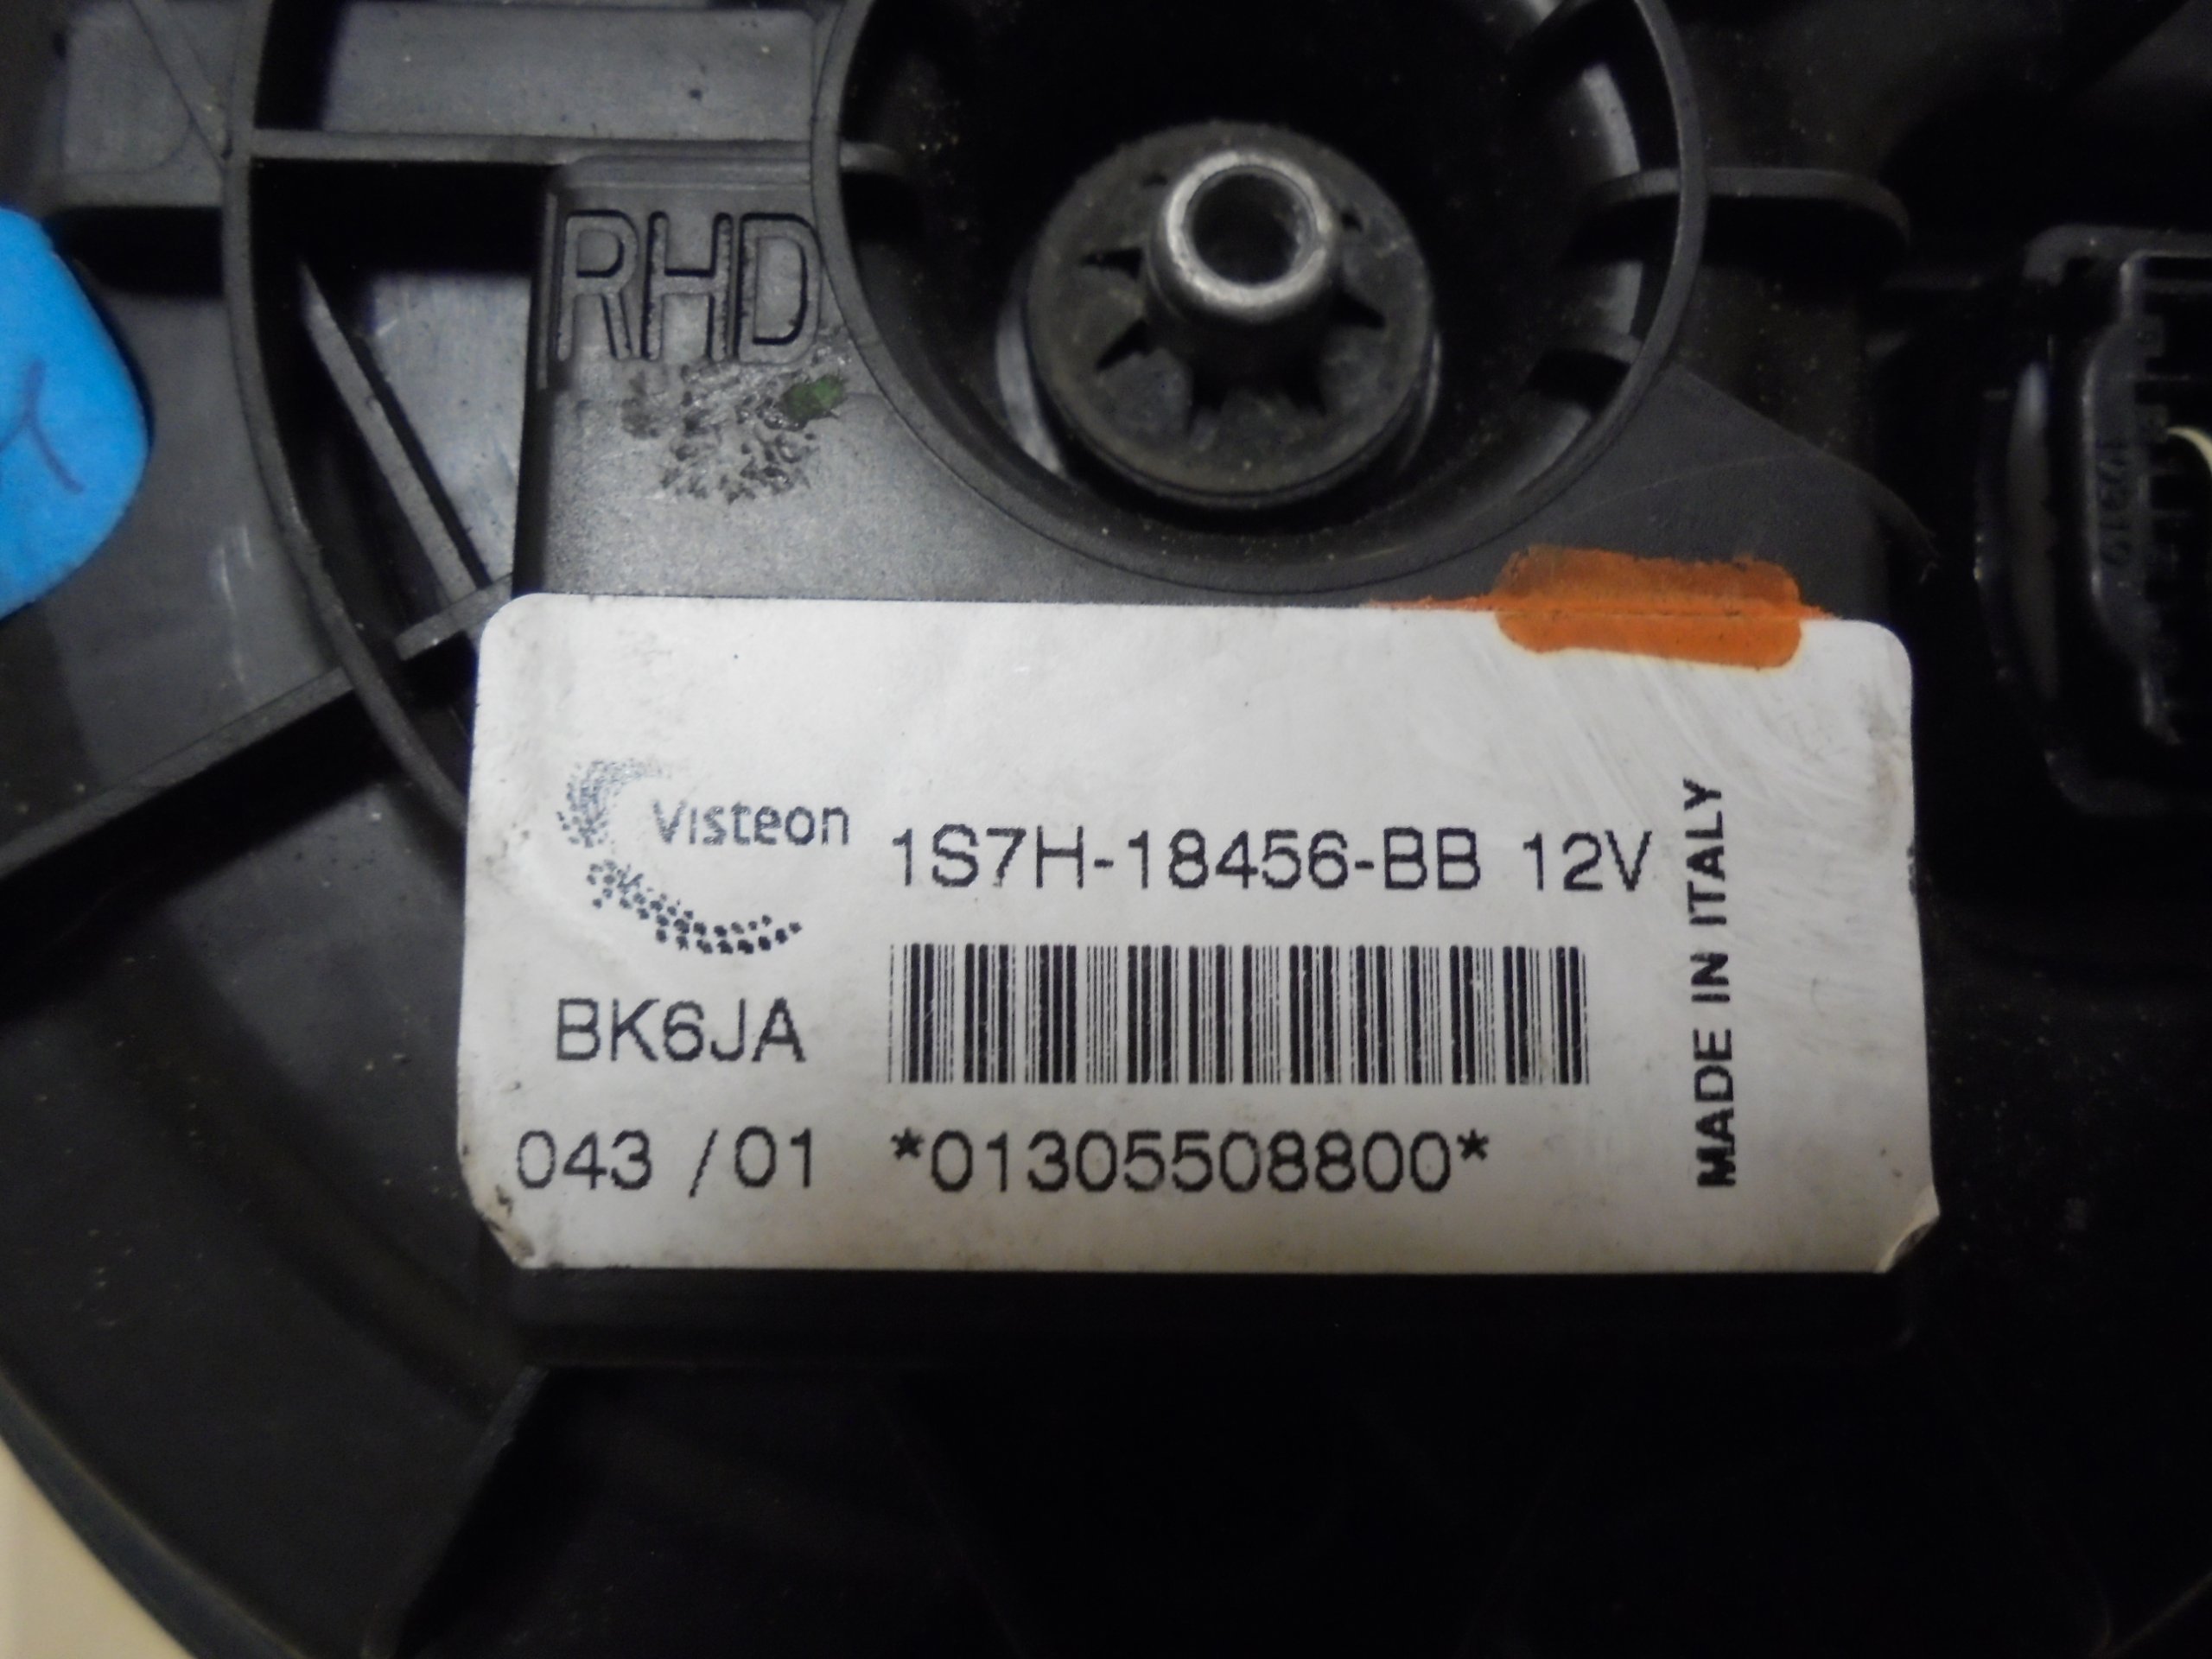 RHD
Visteon
1S7H-18456-BB 12V
MADE IN ITALY
BK6JA
043 /01 *01305508800*